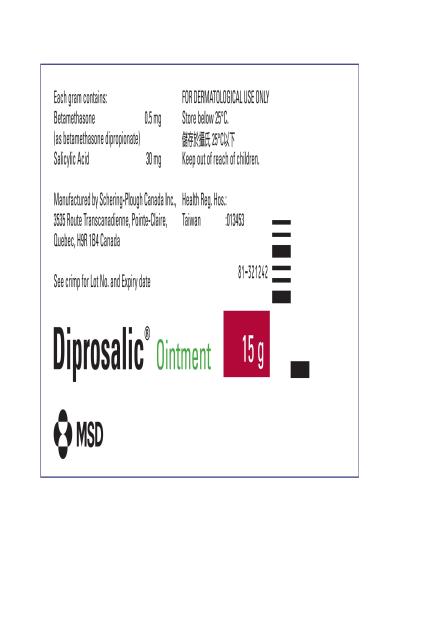 Each gram contains:
Betamethasone 0.5 mg
(as betamethasone dipropionate)
Salicylic Acid 30 mg
FOR DERMATOLOGICAL USE ONLY
Store below 25°C.
儲存於攝氏 25°C以下
Keep out of reach of children.
Manufactured by Schering-Plough Canada Inc.,
3535 Route Transcanadienne, Pointe-Claire,
Quebec, H9R 1B4 Canada
Health Reg. Nos.:
Taiwan :013453
81-321242
See crimp for Lot No. and Expiry date
Diprosalic® Ointment 15 g
MSD